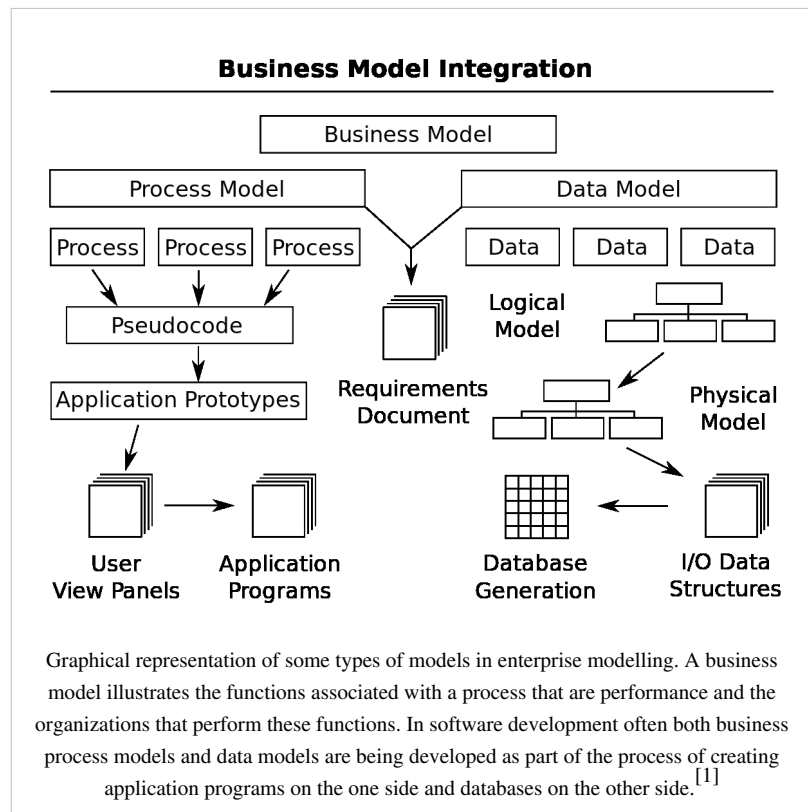 Business Model Integration
Business Model
Process Model
Data Model
Process
Process
Process
Data
Data
Data
Pseudocode
Logical
Model
Application Prototypes
Requirements
Document
Physical
Model
User
View Panels
Application
Programs
Database
Generation
I/O Data
Structures
Graphical representation of some types of models in enterprise modelling. A business
model illustrates the functions associated with a process that are performance and the
organizations that perform these functions. In software development often both business
process models and data models are being developed as part of the process of creating
application programs on the one side and databases on the other side.[1]